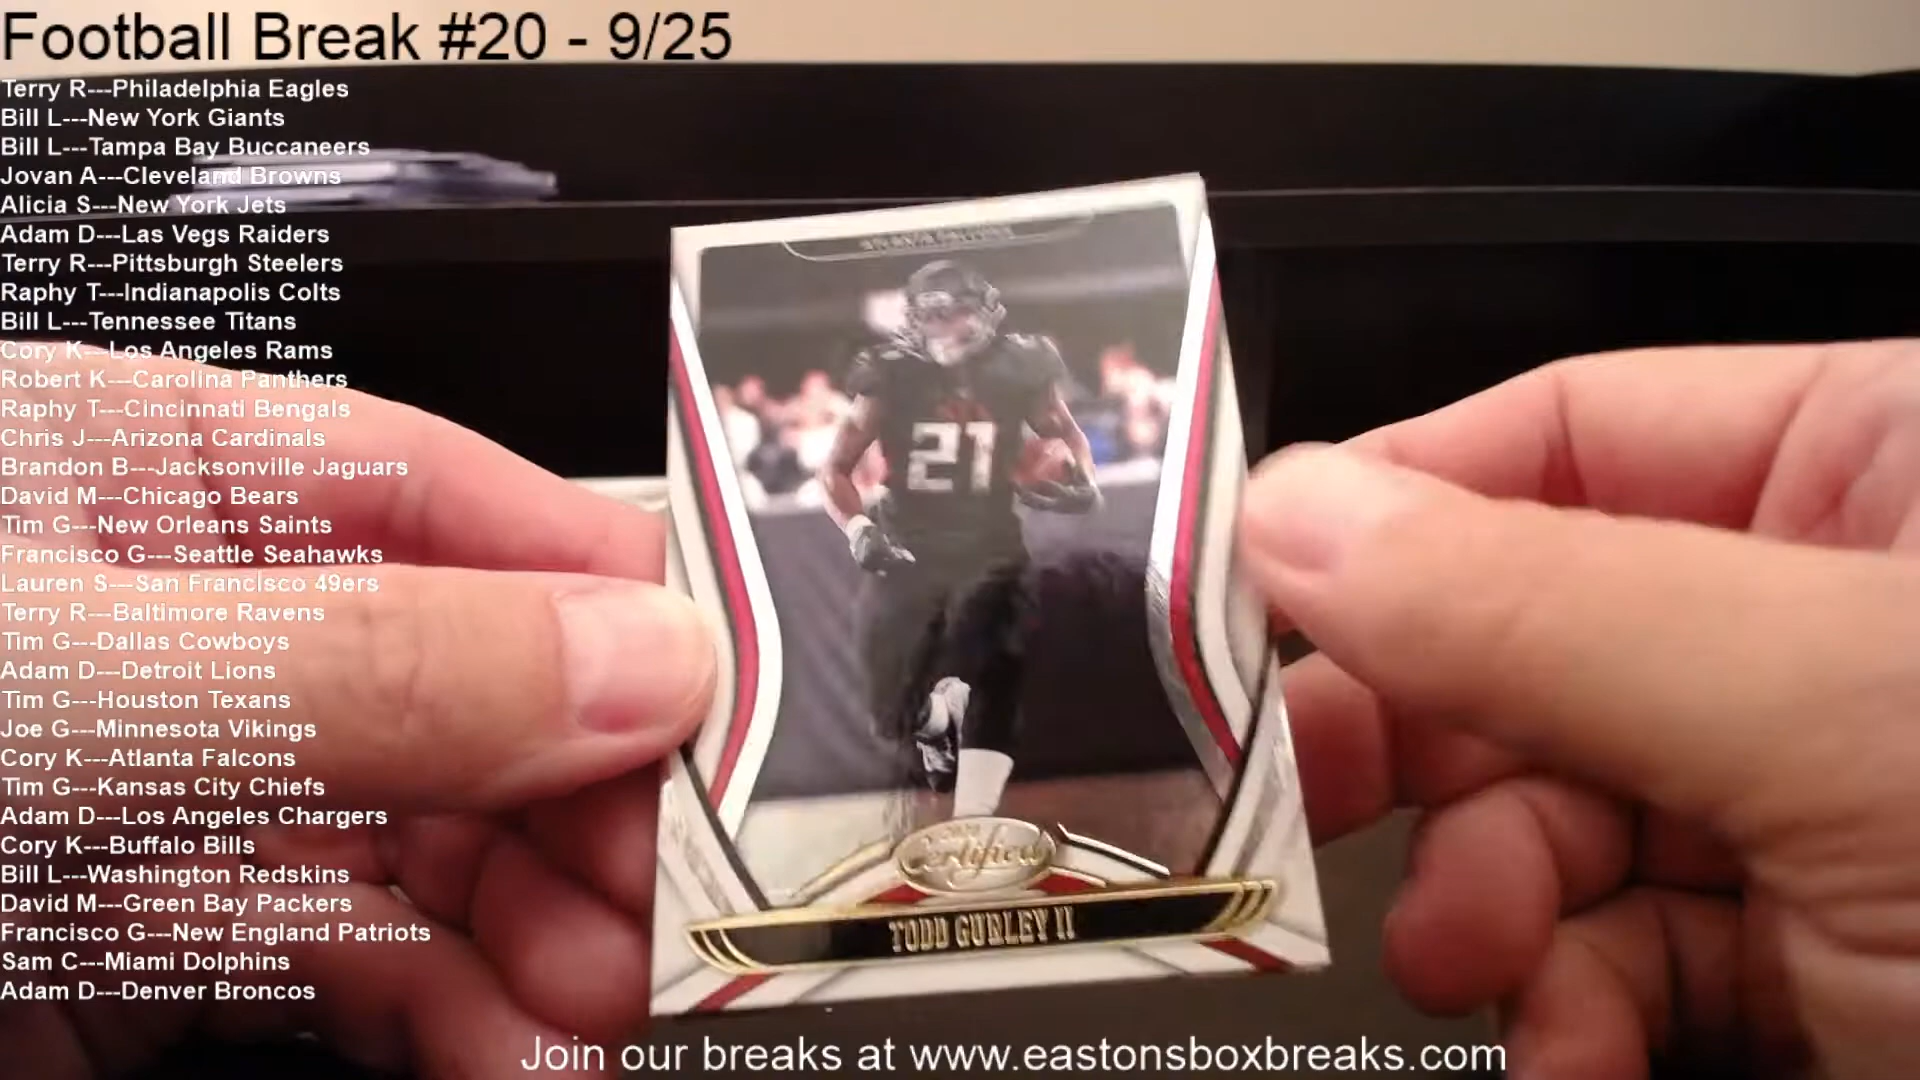 Football Break #20 - 9/25
Terry R---Philadelphia Eagles
Bill L---New York Giants
Bill L---Tampa Bay Buccaneers
Jovan A---Cleveland Browns
Alicia S---New York Jets
Adam D---Las Vegs Raiders
Terry R---Pittsburgh Steelers
Raphy T---Indianapolis Colts
Bill L---Tennessee Titans
Cory K---Los Angeles Rams
Robert K---Carolina Panthers
Raphy T---Cincinnati Bengals
Chris J---Arizona Cardinals
Brandon B---Jacksonville Jaguars
David M---Chicago Bears
Tim G---New Orleans Saints
Francisco G---Seattle Seahawks
Lauren S---San Francisco 49ers
Terry R---Baltimore Ravens
Tim G---Dallas Cowboys
Adam D---Detroit Lions
Tim G---Houston Texans
Joe G---Minnesota Vikings
Cory K---Atlanta Falcons
Tim G---Kansas City Chiefs
Adam D---Los Angeles Chargers
Cory K---Buffalo Bills
Bill L---Washington Redskins
David M---Green Bay Packers
Francisco G---New England Patriots
Sam C---Miami Dolphins
Adam D---Denver Broncos
ATLANTA FALCONS
21
Certified
TODD GURLEY II
Join our breaks at www.eastonsboxbreaks.com